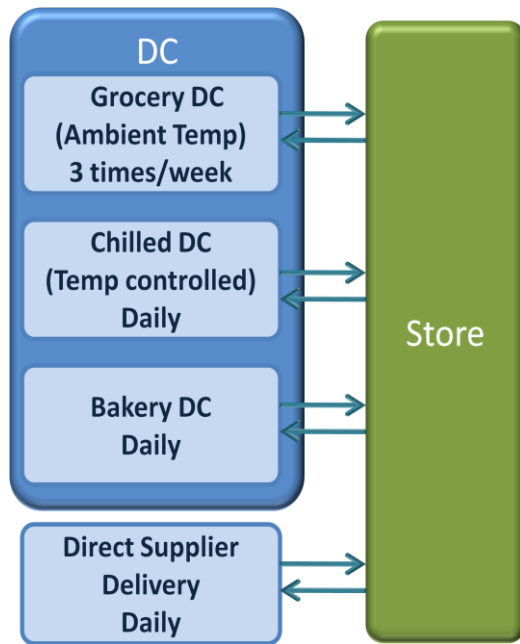 DC
Grocery DC
(Ambient Temp)
3 times/week
Chilled DC
(Temp controlled)
Daily
Bakery DC
Daily
Direct Supplier
Delivery
Daily
Store